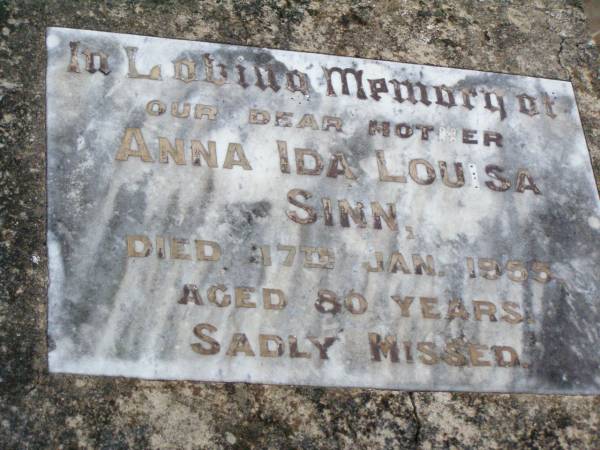 In Loving Memory of
OUR DEAR MOTHER
ANNA IDA LOUISA
SINN,
DIED 17TH JAN. 1955,
AGED 80 YEARS.
SADLY MISSED.